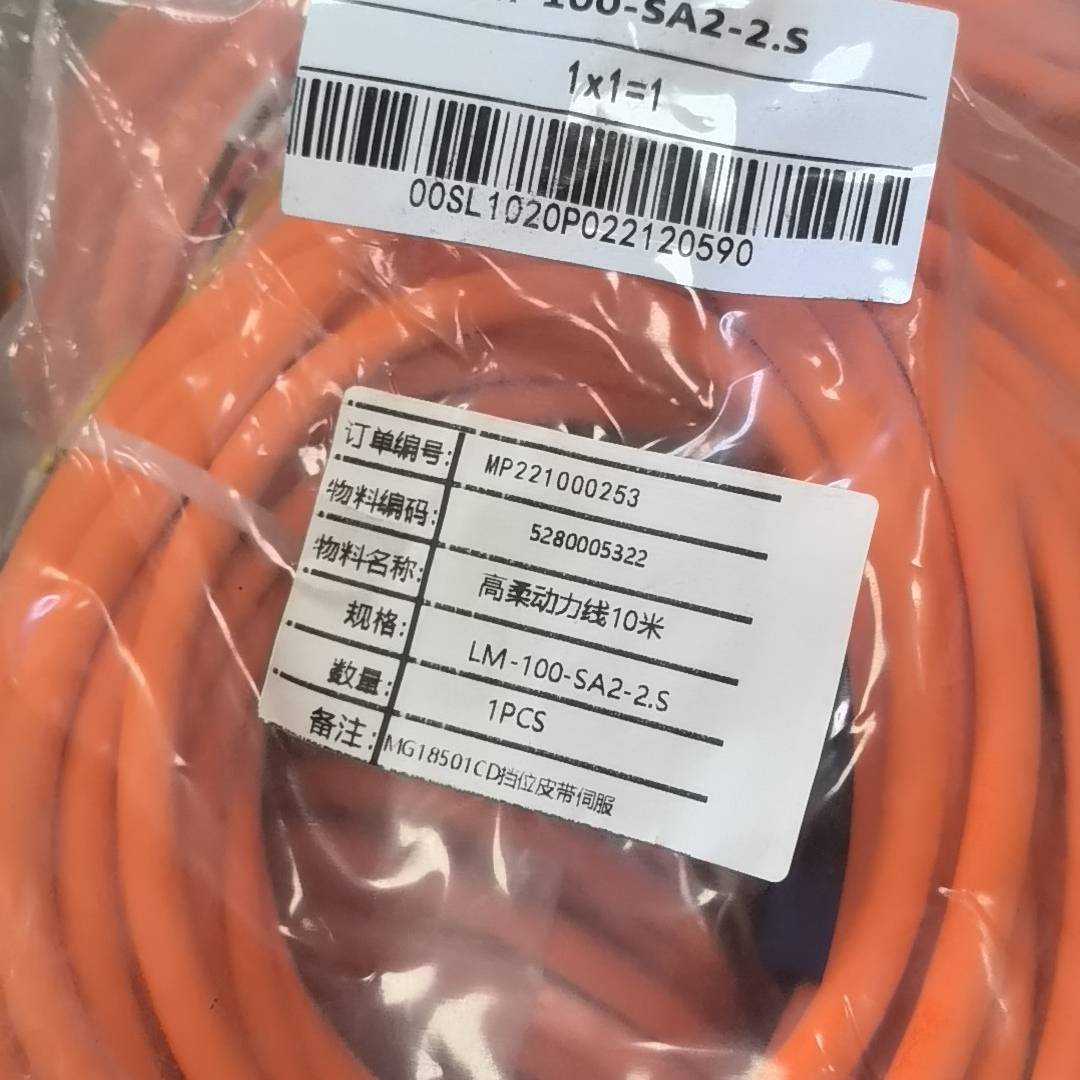 -100-SA2-2.S
1x1=1
00SL1020P022120590
订单编号: MP221000253
物料编码: 5280005322
物料名称: 高柔动力线10米
规格: LM-100-SA2-2.S
数量: 1PCS
备注: MG18501CD挡位皮带伺服